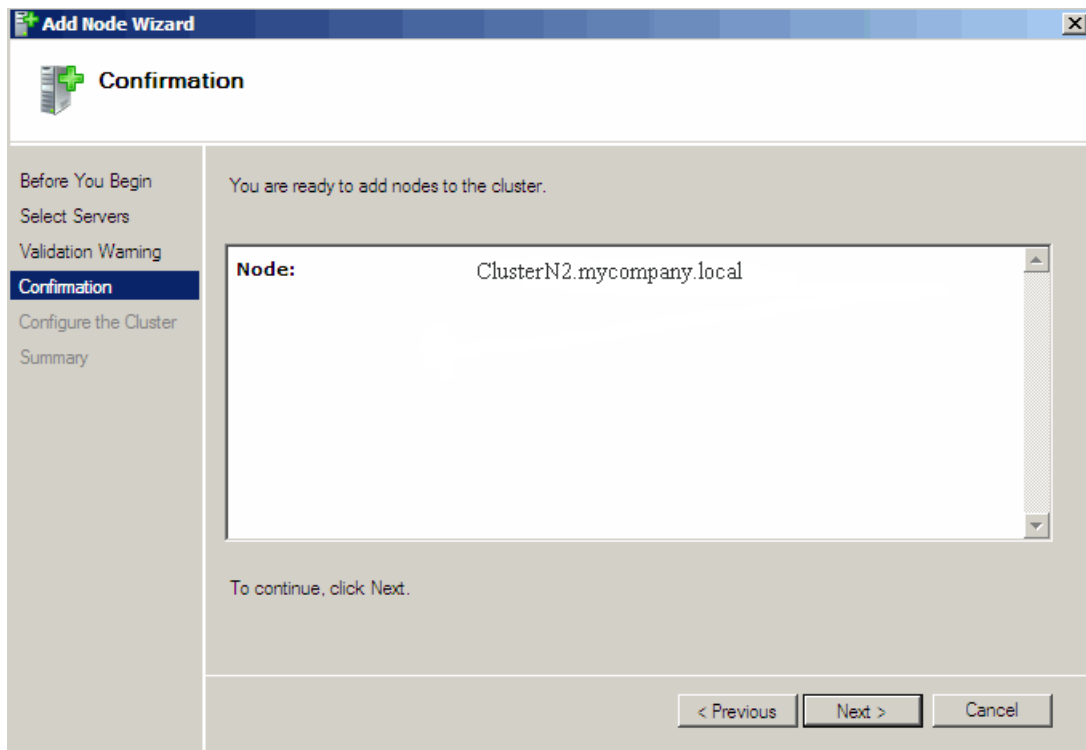 Add Node Wizard
Confirmation
Before You Begin
Select Servers
Validation Warning
Confirmation
Configure the Cluster
Summary
You are ready to add nodes to the cluster.
Node: ClusterN2.mycompany.local
To continue, click Next.
< Previous Next > Cancel